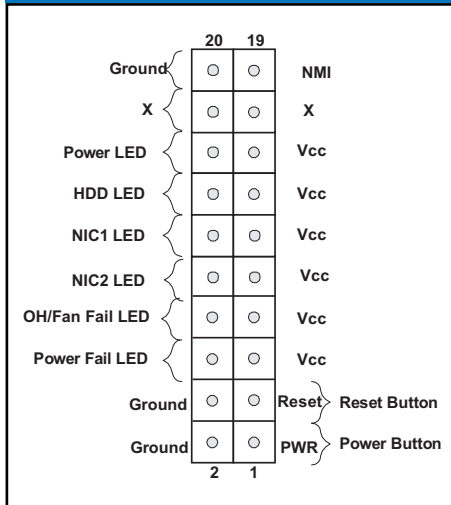 20 19
Ground NMI
X X
Power LED Vcc
HDD LED Vcc
NIC1 LED Vcc
NIC2 LED Vcc
OH/Fan Fail LED Vcc
Power Fail LED Vcc
Ground Reset Reset Button
Ground PWR Power Button
2 1